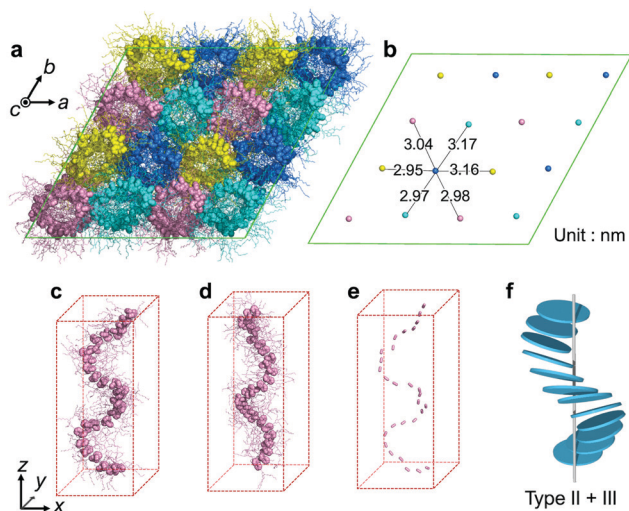 a
b
c
a
b
3.04
3.17
2.95
3.16
2.97
2.98
Unit : nm
c
d
e
f
z
y
x
Type II + III